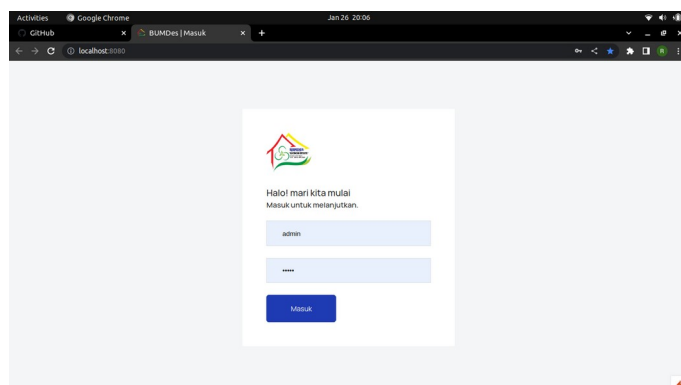 Activities Google Chrome Jan 26 20:06
GitHub BUMDes | Masuk
localhost:8080
Halo! mari kita mulai
Masuk untuk melanjutkan.
admin
•••••
Masuk